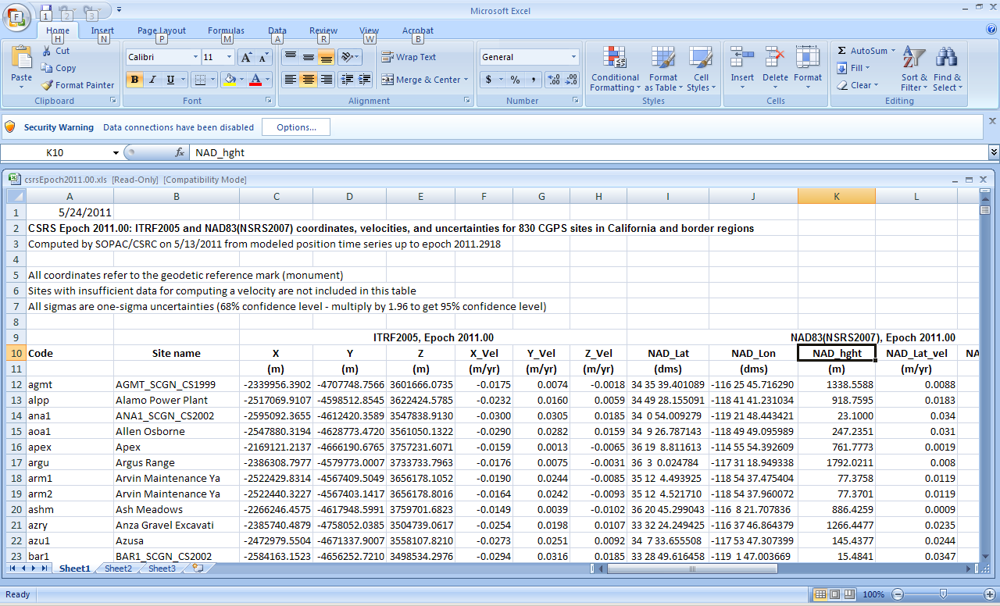 Microsoft Excel
F 1 2 3
Home Insert Page Layout Formulas Data Review View Acrobat
H N P M A R W B
Paste Cut Copy Format Painter Clipboard
Calibri 11 B I U A Font
Wrap Text Merge & Center Alignment
General $ % , Number
Conditional Formatting Format as Table Cell Styles Styles
Insert Delete Format Cells
Σ AutoSum Fill Clear Sort & Filter Find & Select Editing
Security Warning Data connections have been disabled Options...
K10 fx NAD_hght
csrsEpoch2011.00.xls [Read-Only] [Compatibility Mode]
A B C D E F G H I J K L
1 5/24/2011
2 CSRS Epoch 2011.00: ITRF2005 and NAD83(NSRS2007) coordinates, velocities, and uncertainties for 830 CGPS sites in California and border regions
3 Computed by SOPAC/CSRC on 5/13/2011 from modeled position time series up to epoch 2011.2918
4
5 All coordinates refer to the geodetic reference mark (monument)
6 Sites with insufficient data for computing a velocity are not included in this table
7 All sigmas are one-sigma uncertainties (68% confidence level - multiply by 1.96 to get 95% confidence level)
8
9 ITRF2005, Epoch 2011.00 NAD83(NSRS2007), Epoch 2011.00
10 Code Site name X Y Z X_Vel Y_Vel Z_Vel NAD_Lat NAD_Lon NAD_hght NAD_Lat_vel NA
11 (m) (m) (m) (m/yr) (m/yr) (m/yr) (dms) (dms) (m) (m/yr)
12 agmt AGMT_SCGN_CS1999 -2339956.3902 -4707748.7566 3601666.0735 -0.0175 0.0074 -0.0018 34 35 39.401089 -116 25 45.716290 1338.5588 0.0088
13 alpp Alamo Power Plant -2517069.9107 -4598512.8545 3622424.5785 -0.0232 0.0160 0.0059 34 49 28.155091 -118 41 41.231034 918.7595 0.0183
14 ana1 ANA1_SCGN_CS2002 -2595092.3655 -4612420.3589 3547838.9130 -0.0300 0.0305 0.0185 34 0 54.009279 -119 21 48.443421 23.1000 0.034
15 aoa1 Allen Osborne -2547880.3194 -4628773.4720 3561050.1322 -0.0290 0.0282 0.0159 34 9 26.787143 -118 49 49.095989 247.2351 0.031
16 apex Apex -2169121.2137 -4666190.6765 3757231.6071 -0.0159 0.0013 -0.0065 36 19 8.811613 -114 55 54.392609 761.7773 0.0019
17 argu Argus Range -2386308.7977 -4579773.0007 3733733.7963 -0.0176 0.0075 -0.0031 36 3 0.024784 -117 31 18.949338 1792.0211 0.008
18 arm1 Arvin Maintenance Ya -2522429.8314 -4567409.5049 3656178.1052 -0.0190 0.0244 -0.0085 35 12 4.493925 -118 54 37.475404 77.3758 0.0119
19 arm2 Arvin Maintenance Ya -2522440.3227 -4567403.1417 3656178.8016 -0.0164 0.0242 -0.0093 35 12 4.521710 -118 54 37.960072 77.3701 0.0119
20 ashm Ash Meadows -2266246.4575 -4617948.5991 3759701.6823 -0.0149 0.0039 -0.0102 36 20 45.299043 -116 8 21.707836 886.4259 0.0009
21 azry Anza Gravel Excavati -2385740.4879 -4758052.0385 3504739.0617 -0.0254 0.0198 0.0107 33 32 24.249425 -116 37 46.864379 1266.4477 0.0235
22 azu1 Azusa -2472979.5504 -4671337.9007 3558107.8210 -0.0273 0.0251 0.0092 34 7 33.655508 -117 53 47.307399 145.4377 0.0244
23 bar1 BAR1_SCGN_CS2002 -2584163.1523 -4656252.7210 3498534.2976 -0.0294 0.0316 0.0185 33 28 49.616458 -119 1 47.003669 15.4841 0.0347
Sheet1 Sheet2 Sheet3
Ready 100%